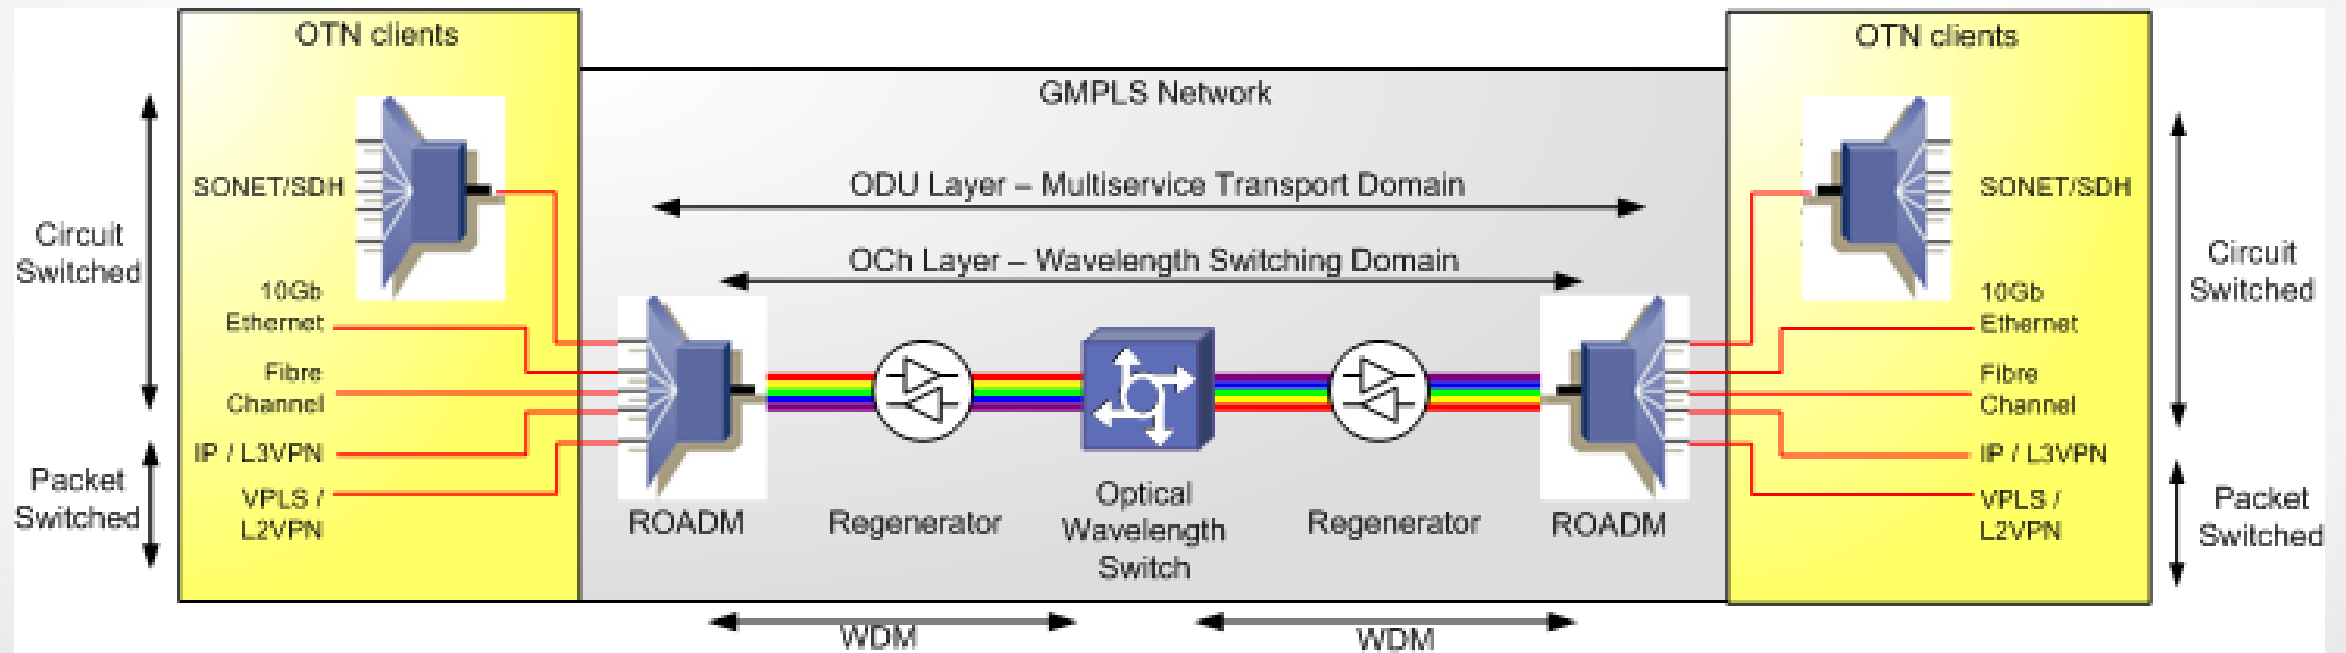 OTN clients
OTN clients
GMPLS Network
SONET/SDH
ODU Layer – Multiservice Transport Domain
SONET/SDH
Circuit
Switched
OCh Layer – Wavelength Switching Domain
Circuit
Switched
10Gb
Ethernet
10Gb
Ethernet
Fibre
Channel
Fibre
Channel
IP / L3VPN
IP / L3VPN
Packet
Switched
VPLS /
L2VPN
ROADM
Regenerator
Optical
Wavelength
Switch
Regenerator
ROADM
VPLS /
L2VPN
Packet
Switched
WDM
WDM